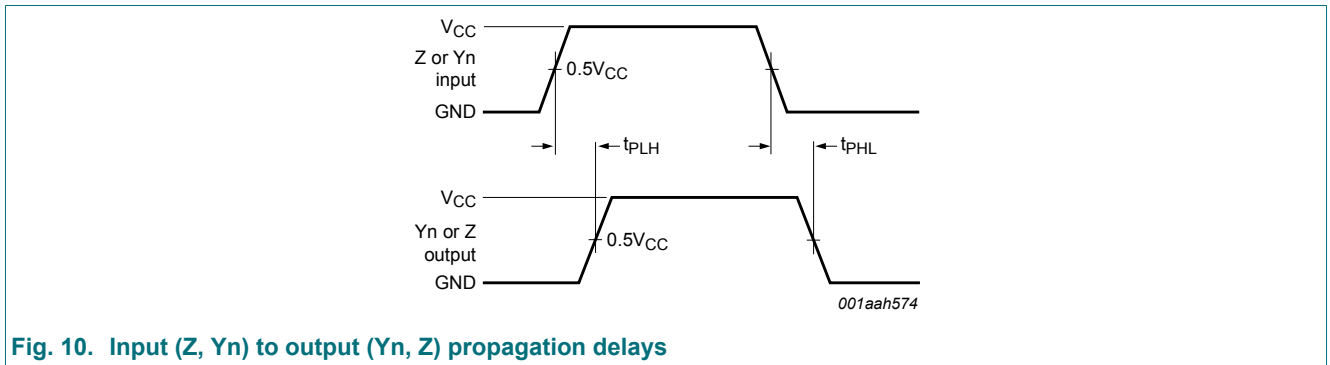 VCC
Z or Yn
input
0.5VCC
GND
tPLH
tPHL
VCC
Yn or Z
output
0.5VCC
GND
001aah574
Fig. 10. Input (Z, Yn) to output (Yn, Z) propagation delays